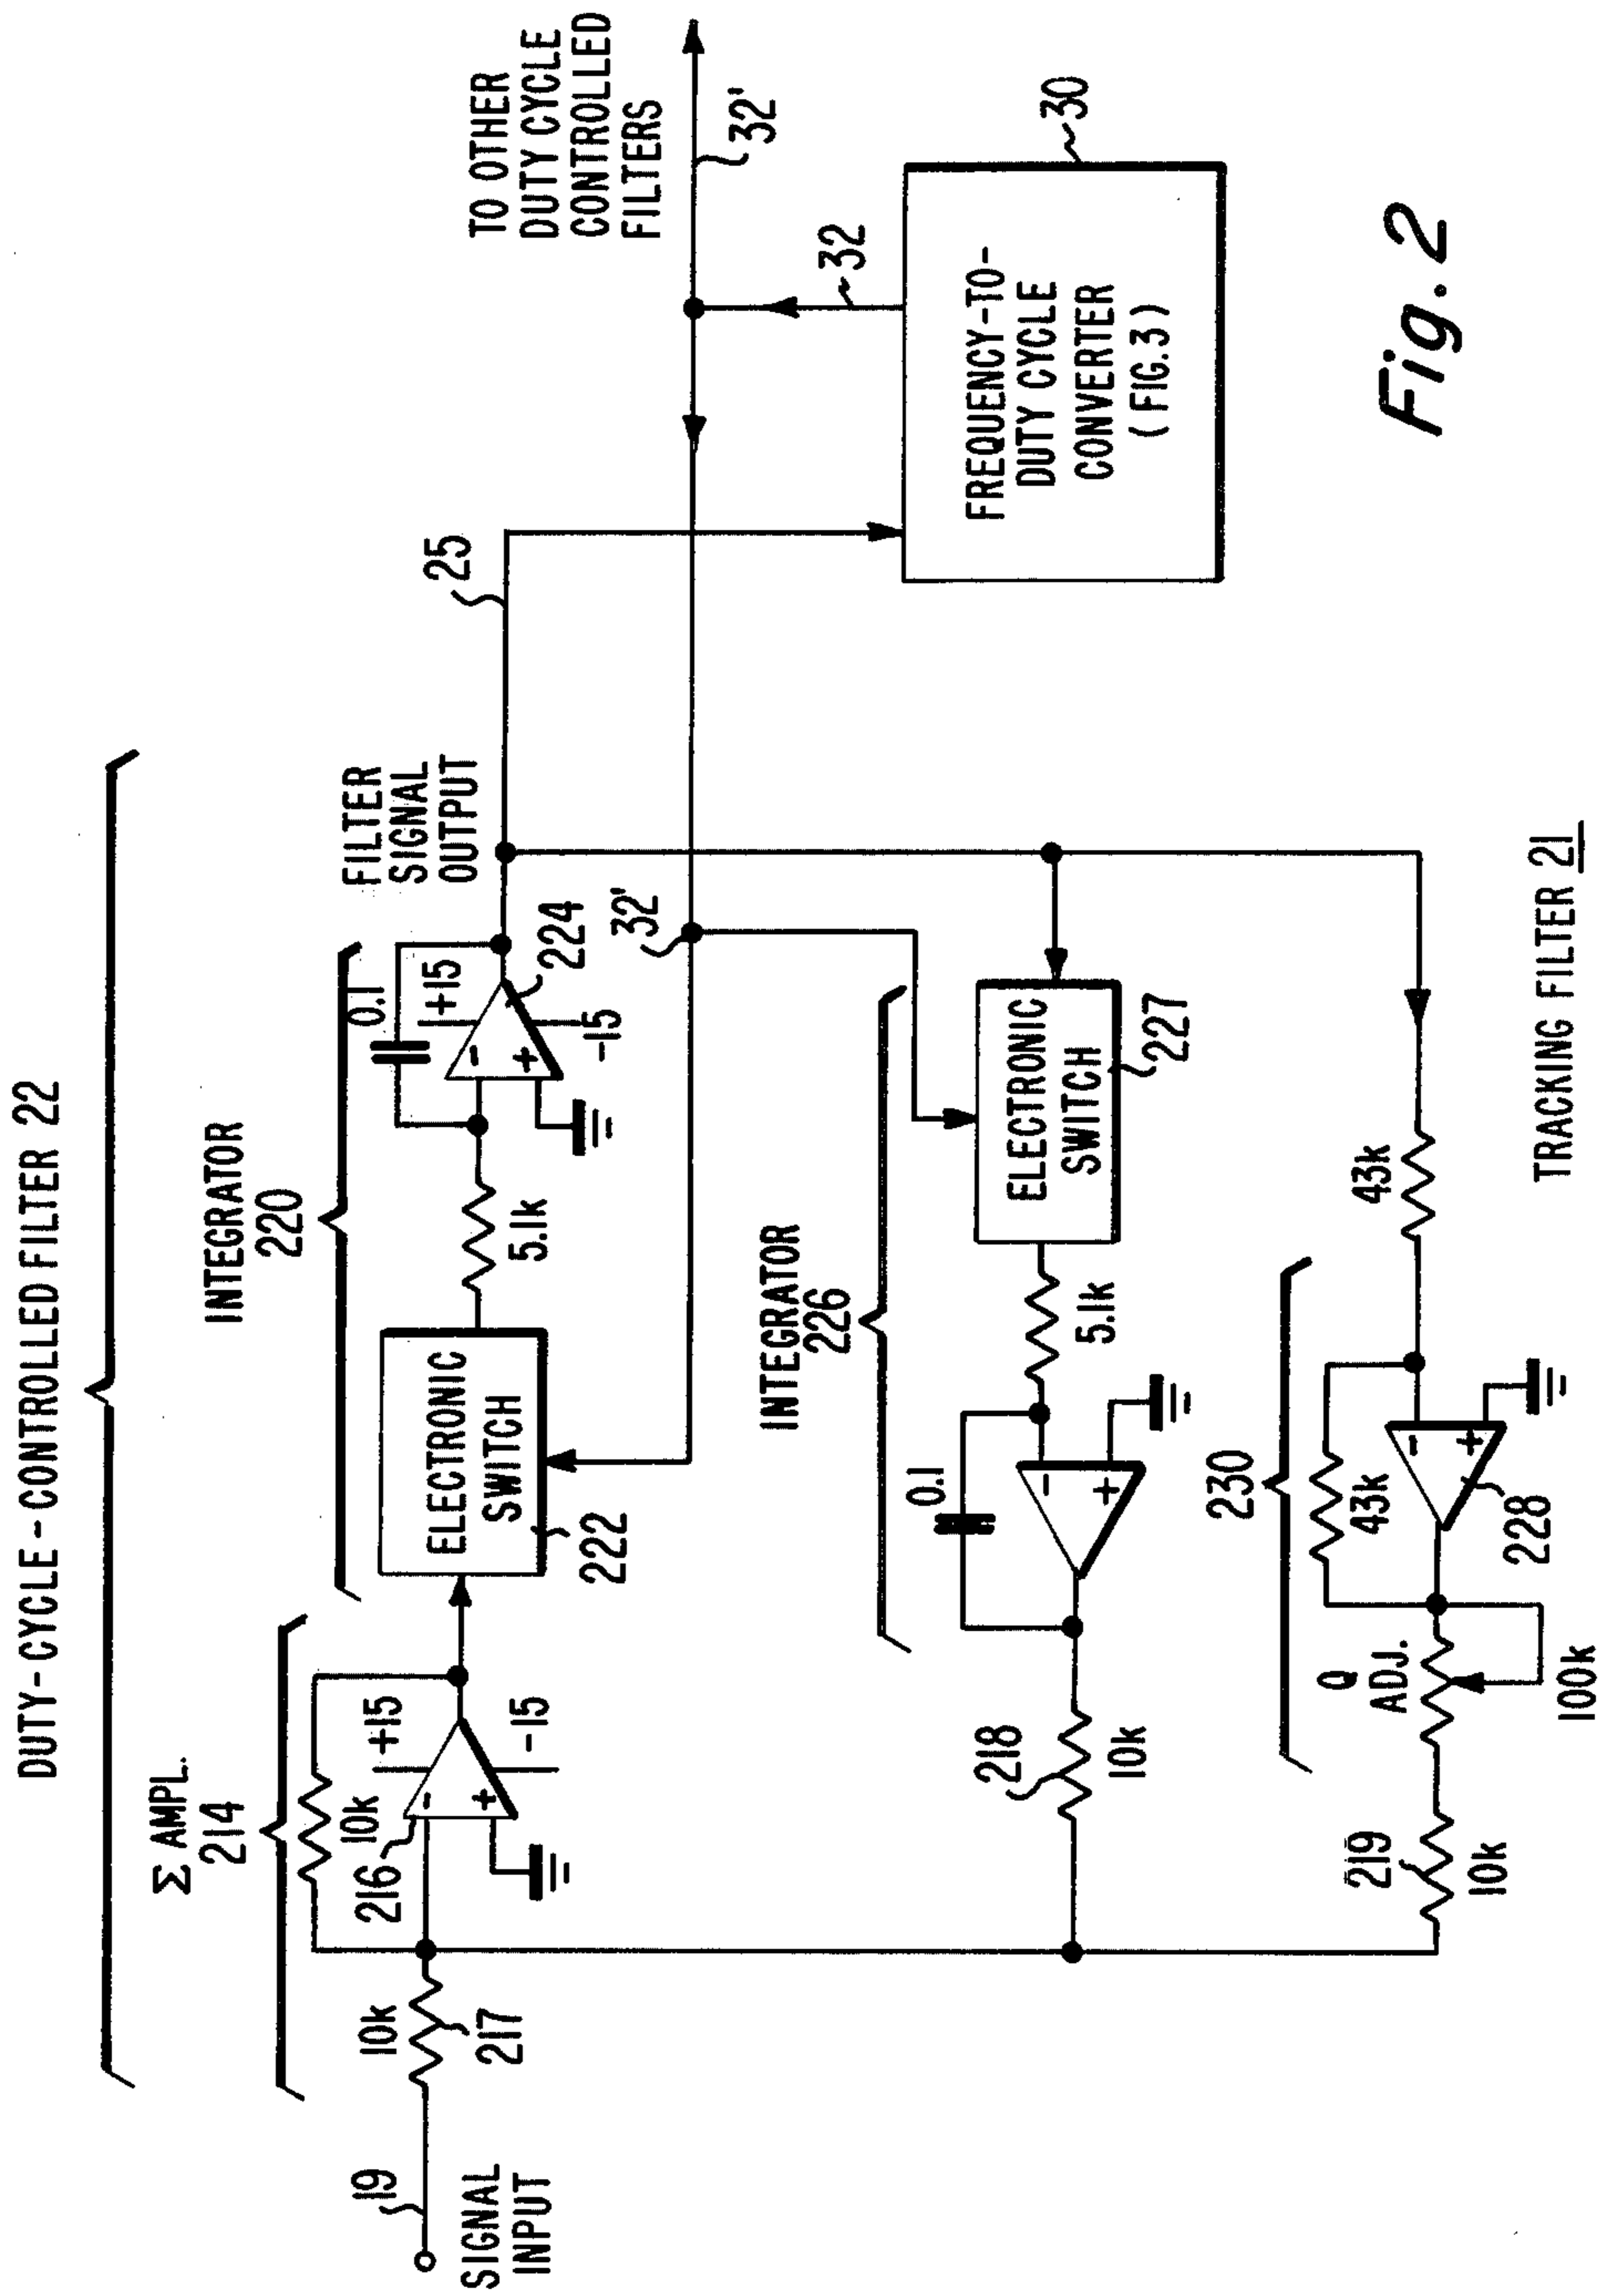 DUTY-CYCLE-CONTROLLED FILTER 22
Σ AMPL.
214
INTEGRATOR
220
FILTER
SIGNAL
OUTPUT
25
TO OTHER
DUTY CYCLE
CONTROLLED
FILTERS
19
SIGNAL
INPUT
10k
217
10k
216
+15
-15
-
+
ELECTRONIC
SWITCH
222
5.1k
0.1
+15
-15
-
+
224
32'
32'
32
30
FREQUENCY-TO-
DUTY CYCLE
CONVERTER
(FIG.3)
INTEGRATOR
226
218
10k
0.1
-
+
5.1k
ELECTRONIC
SWITCH
227
230
219
10k
Q
ADJ.
100k
43k
-
+
228
43k
TRACKING FILTER 21
Fig. 2